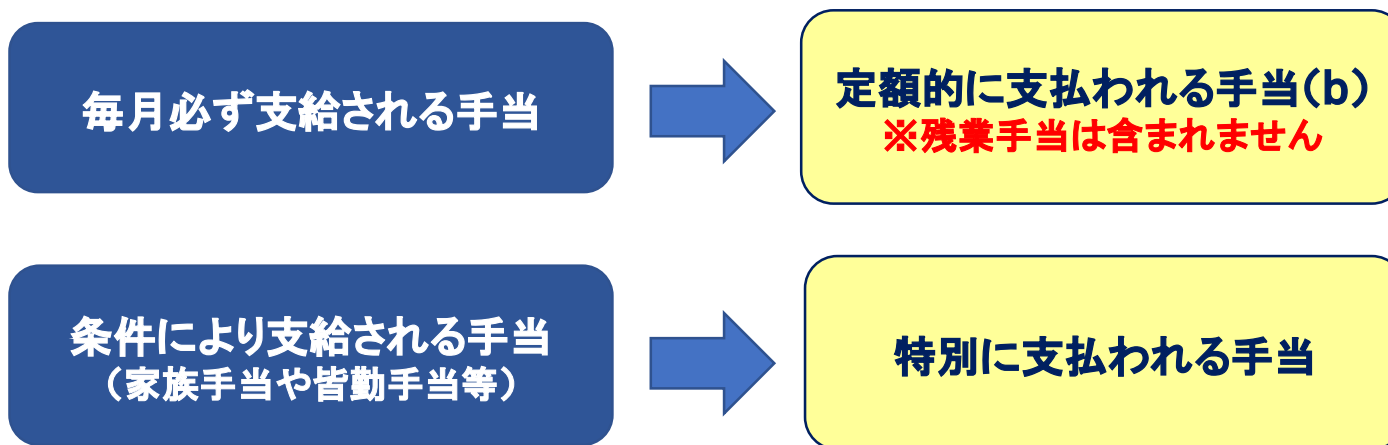 毎月必ず支給される手当
定額的に支払われる手当(b)
※残業手当は含まれません
条件により支給される手当
(家族手当や皆勤手当等)
特別に支払われる手当